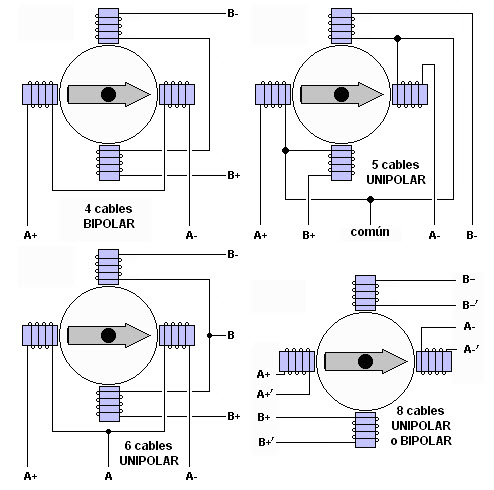 B-
B+
4 cables
BIPOLAR
A+
A-
5 cables
UNIPOLAR
A+
B+
común
A-
B-
B-
B
B+
6 cables
UNIPOLAR
A+
A
A-
B-
B-′
A-
A-′
A+
A+′
B+
B+′
8 cables
UNIPOLAR
o BIPOLAR